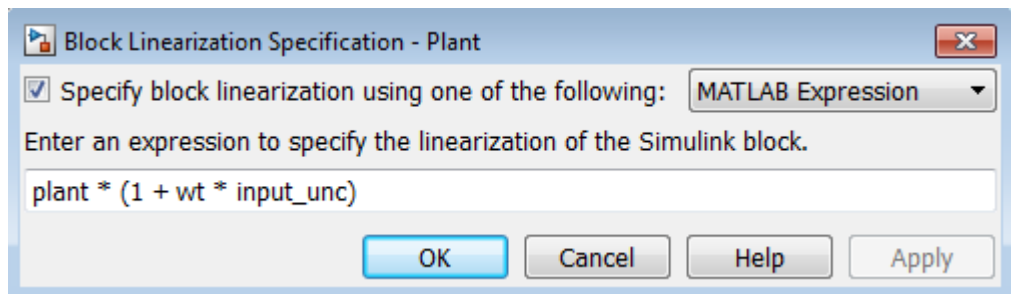 Block Linearization Specification - Plant
Specify block linearization using one of the following: MATLAB Expression
Enter an expression to specify the linearization of the Simulink block.
plant * (1 + wt * input_unc)
OK Cancel Help Apply